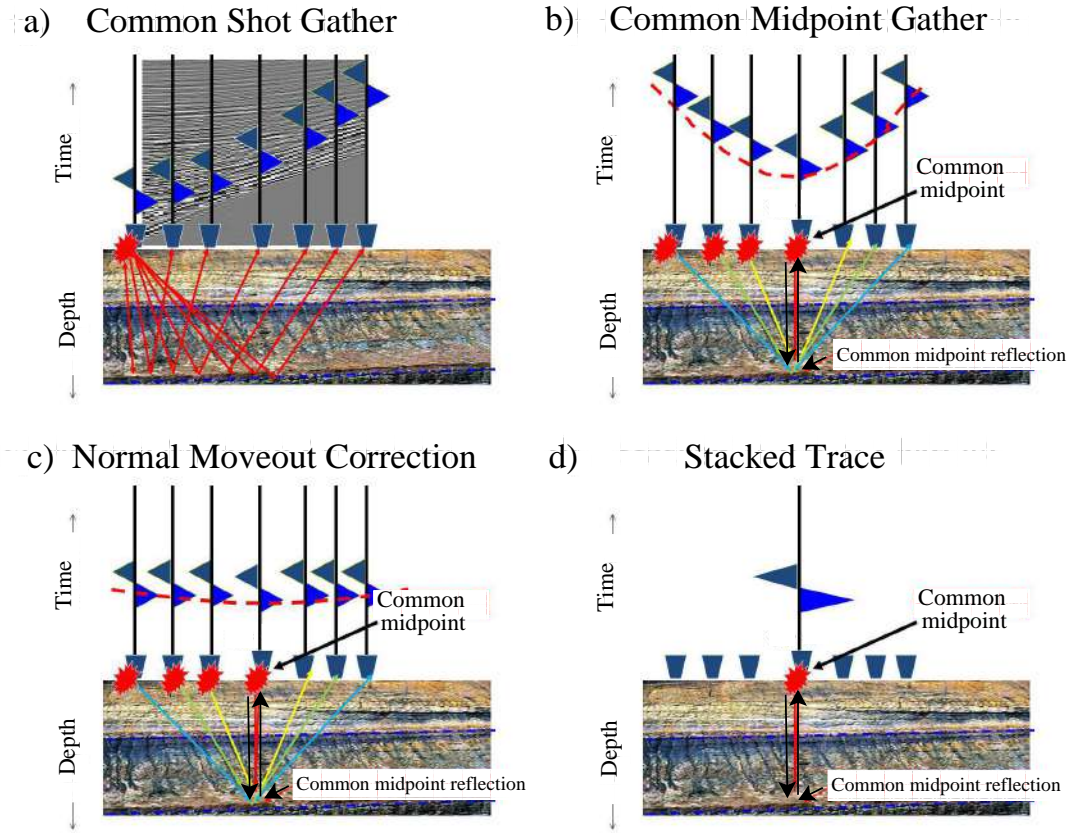 a) Common Shot Gather
Time
Depth
b) Common Midpoint Gather
Time
Common
midpoint
Depth
Common midpoint reflection
c) Normal Moveout Correction
Time
Common
midpoint
Depth
Common midpoint reflection
d) Stacked Trace
Time
Common
midpoint
Depth
Common midpoint reflection